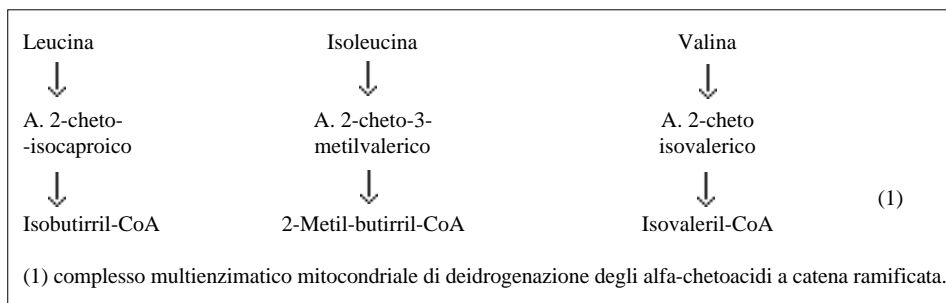 Leucina Isoleucina Valina
A. 2-cheto- A. 2-cheto-3- A. 2-cheto
-isocaproico metilvalerico isovalerico
(1)
Isobutirril-CoA 2-Metil-butirril-CoA Isovaleril-CoA
(1) complesso multienzimatico mitocondriale di deidrogenazione degli alfa-chetoacidi a catena ramificata.